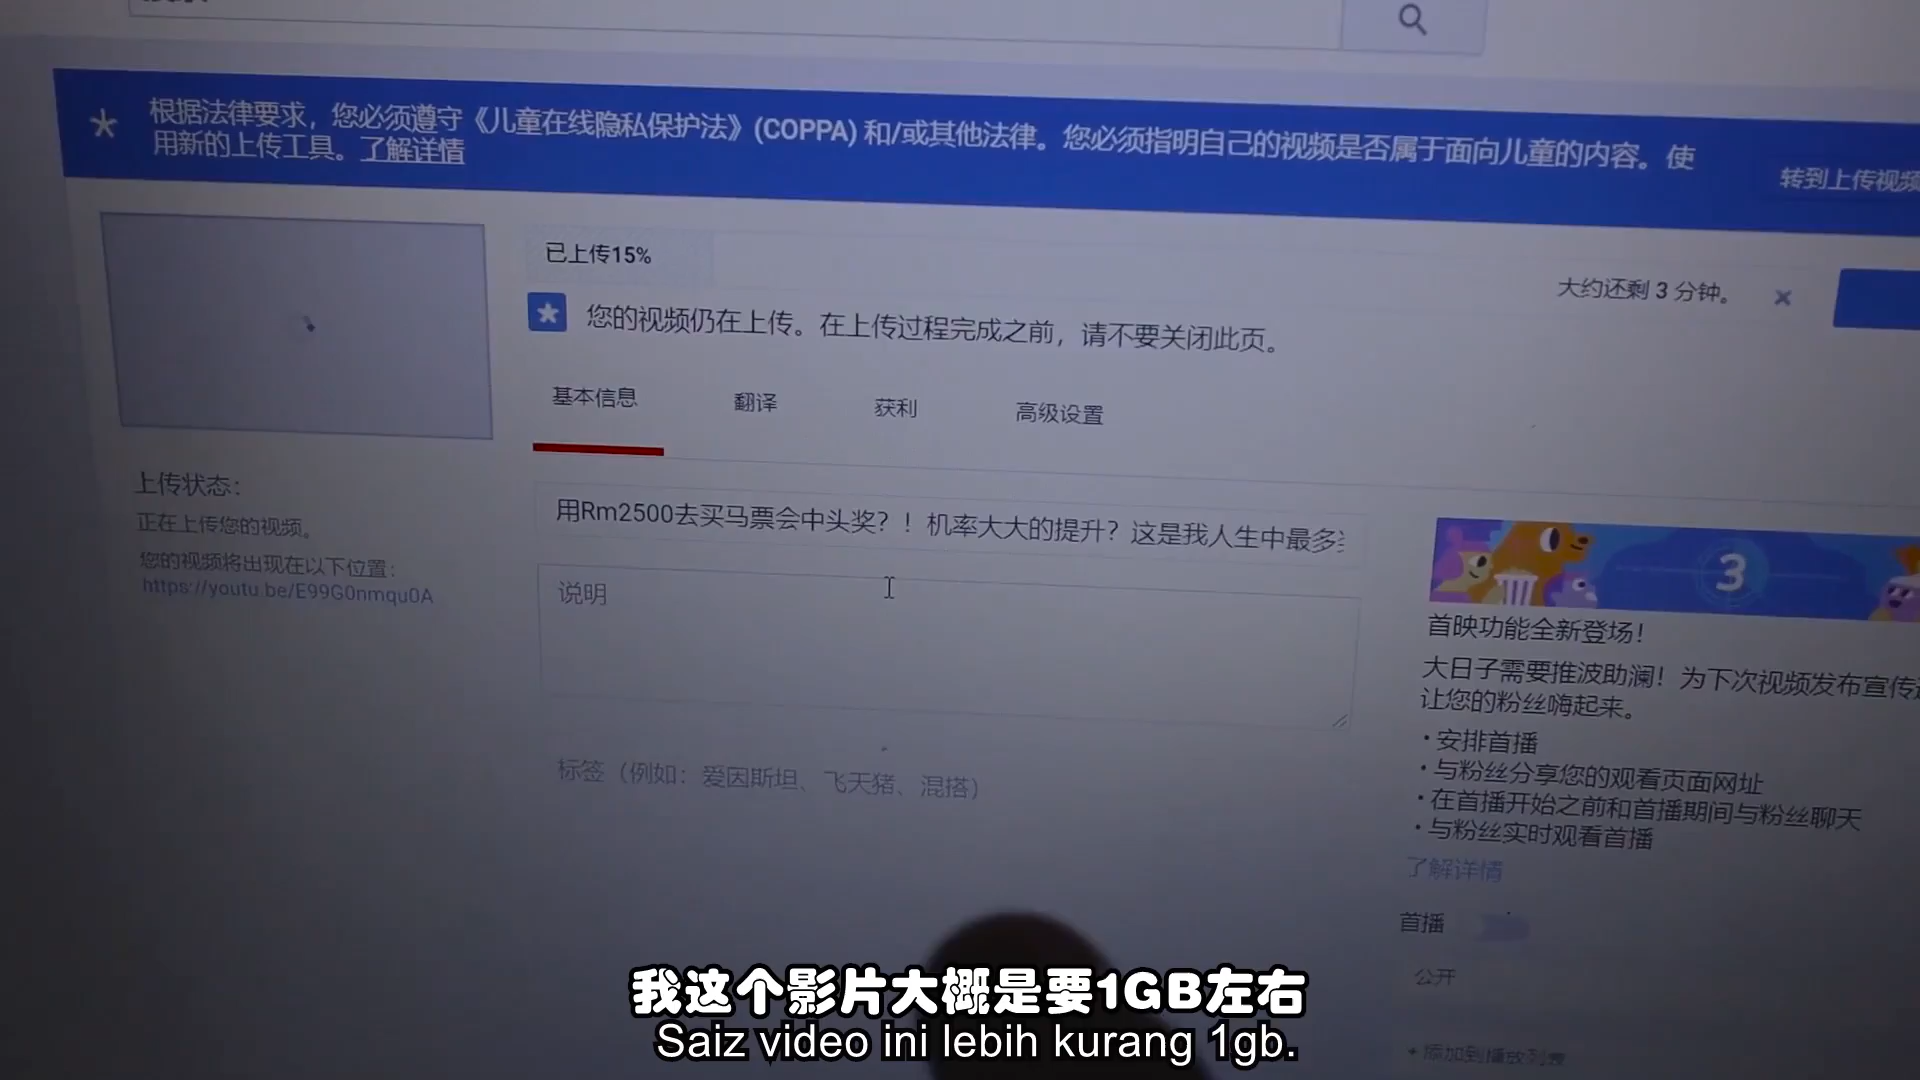 根据法律要求，您必须遵守《儿童在线隐私保护法》(COPPA) 和/或其他法律。您必须指明自己的视频是否属于面向儿童的内容。使
用新的上传工具。了解详情
转到上传视频
已上传15%
大约还剩 3 分钟。
您的视频仍在上传。在上传过程完成之前，请不要关闭此页。
基本信息 翻译 获利 高级设置
上传状态：
正在上传您的视频。
您的视频将出现在以下位置：
https://youtu.be/E99G0nmqu0A
用Rm2500去买马票会中头奖？！机率大大的提升？这是我人生中最多
说明
标签（例如：爱因斯坦、飞天猪、混搭）
3
首映功能全新登场！
大日子需要推波助澜！为下次视频发布宣传
让您的粉丝嗨起来。
• 安排首播
• 与粉丝分享您的观看页面网址
• 在首播开始之前和首播期间与粉丝聊天
• 与粉丝实时观看首播
了解详情
首播
公开
+ 添加到播放列表
我这个影片大概是要1GB左右
Saiz video ini lebih kurang 1gb.